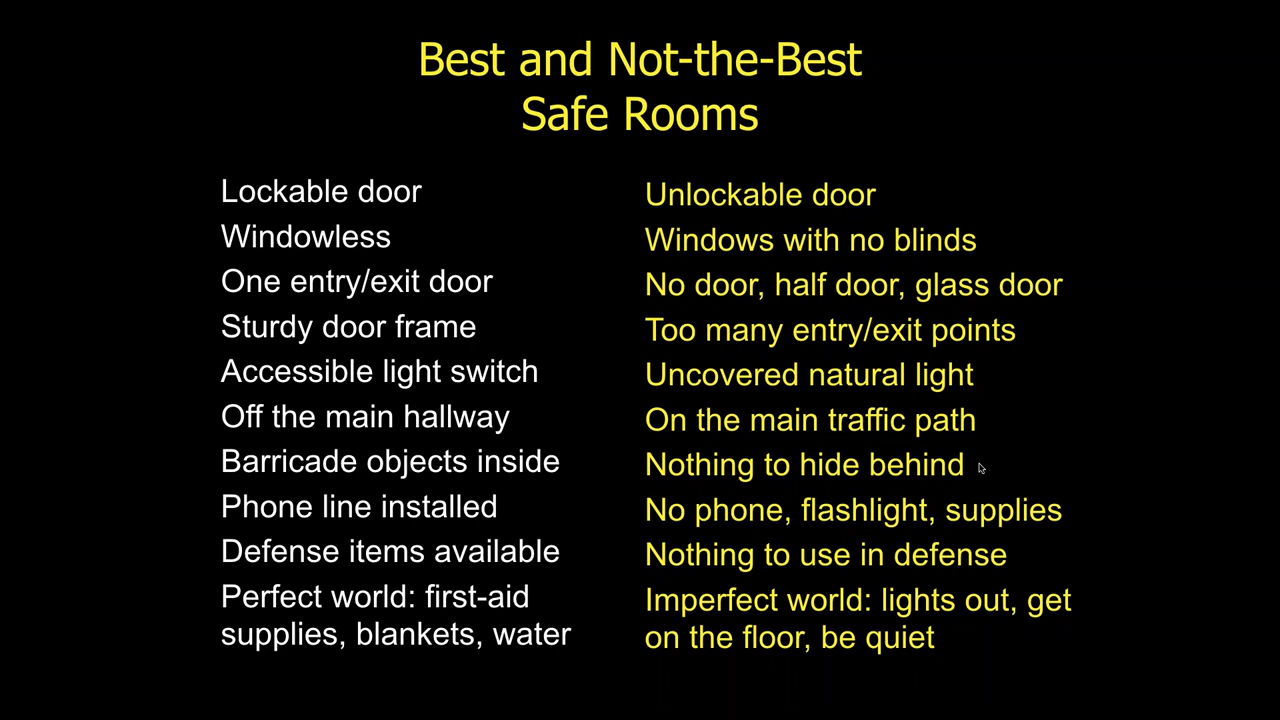 Best and Not-the-Best
Safe Rooms
Lockable door
Windowless
One entry/exit door
Sturdy door frame
Accessible light switch
Off the main hallway
Barricade objects inside
Phone line installed
Defense items available
Perfect world: first-aid
supplies, blankets, water
Unlockable door
Windows with no blinds
No door, half door, glass door
Too many entry/exit points
Uncovered natural light
On the main traffic path
Nothing to hide behind
No phone, flashlight, supplies
Nothing to use in defense
Imperfect world: lights out, get
on the floor, be quiet